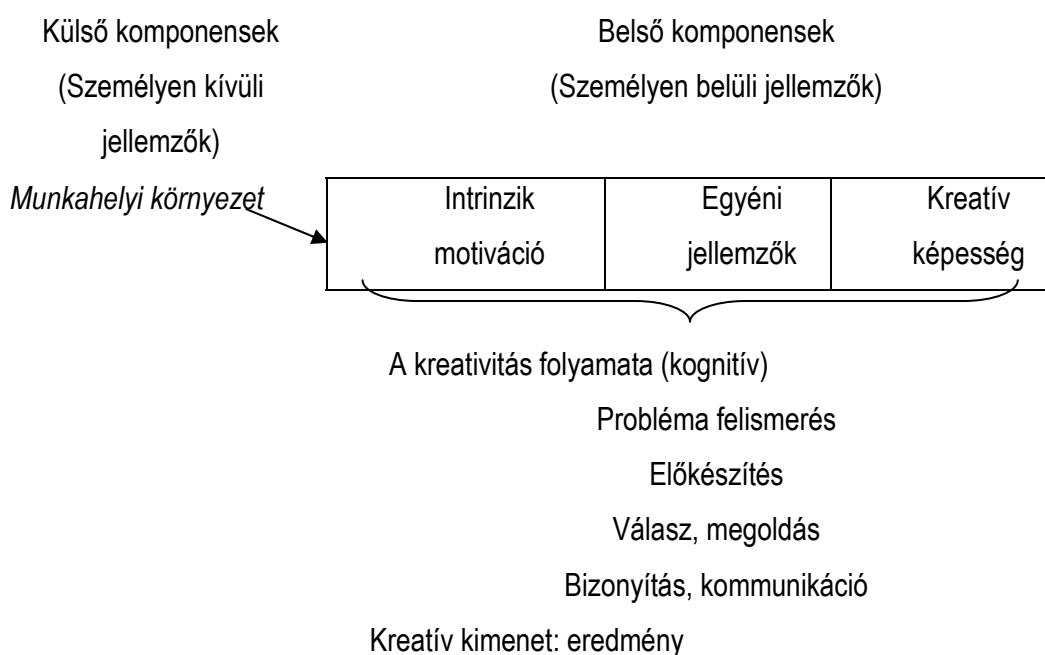 Külső komponensek
(Személyen kívüli
jellemzők)
Belső komponensek
(Személyen belüli jellemzők)
Munkahelyi környezet
Intrinzik
motiváció
Egyéni
jellemzők
Kreatív
képesség
A kreativitás folyamata (kognitív)
Probléma felismerés
Előkészítés
Válasz, megoldás
Bizonyítás, kommunikáció
Kreatív kimenet: eredmény